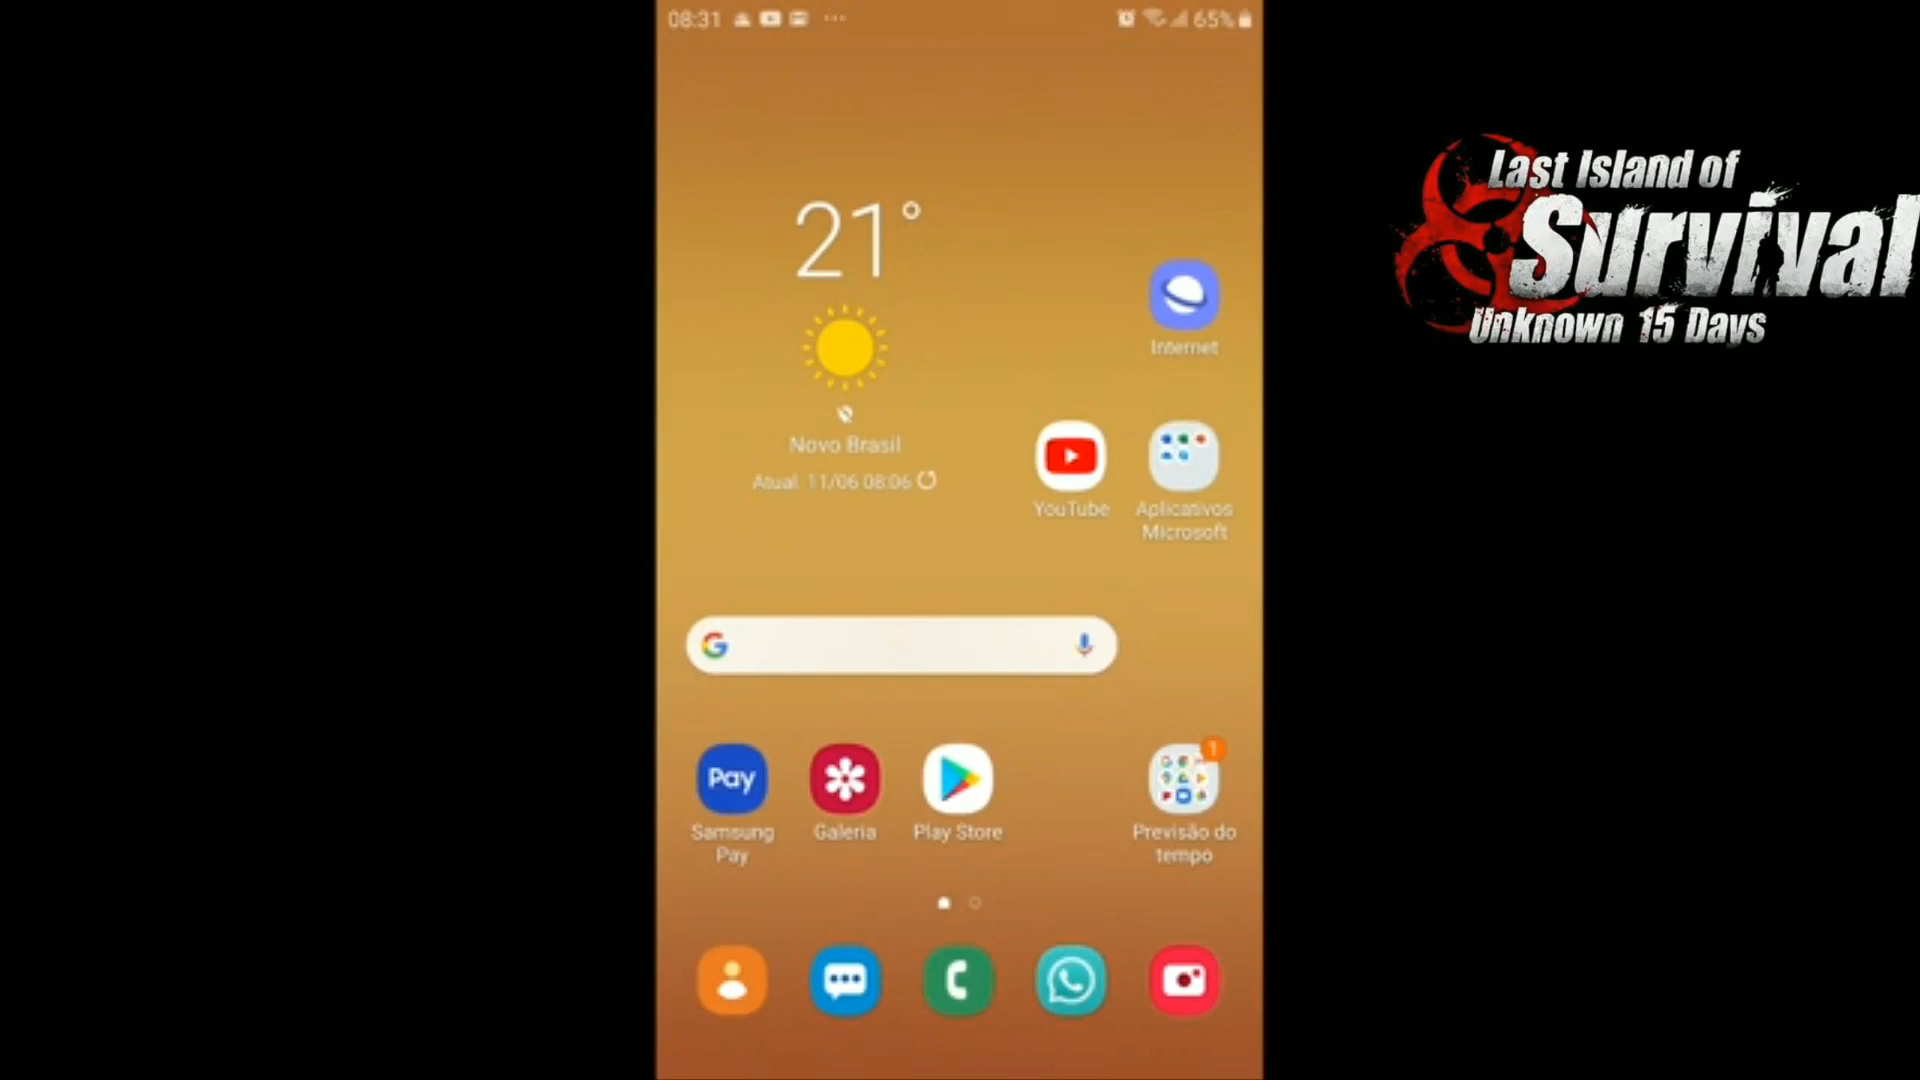 08:31
65%
21°
Novo Brasil
Atual. 11/06 08:06
Internet
YouTube
Aplicativos
Microsoft
Pay
Samsung
Pay
Galeria
Play Store
1
Previsão do
tempo
Last Island of
Survival
Unknown 15 Days